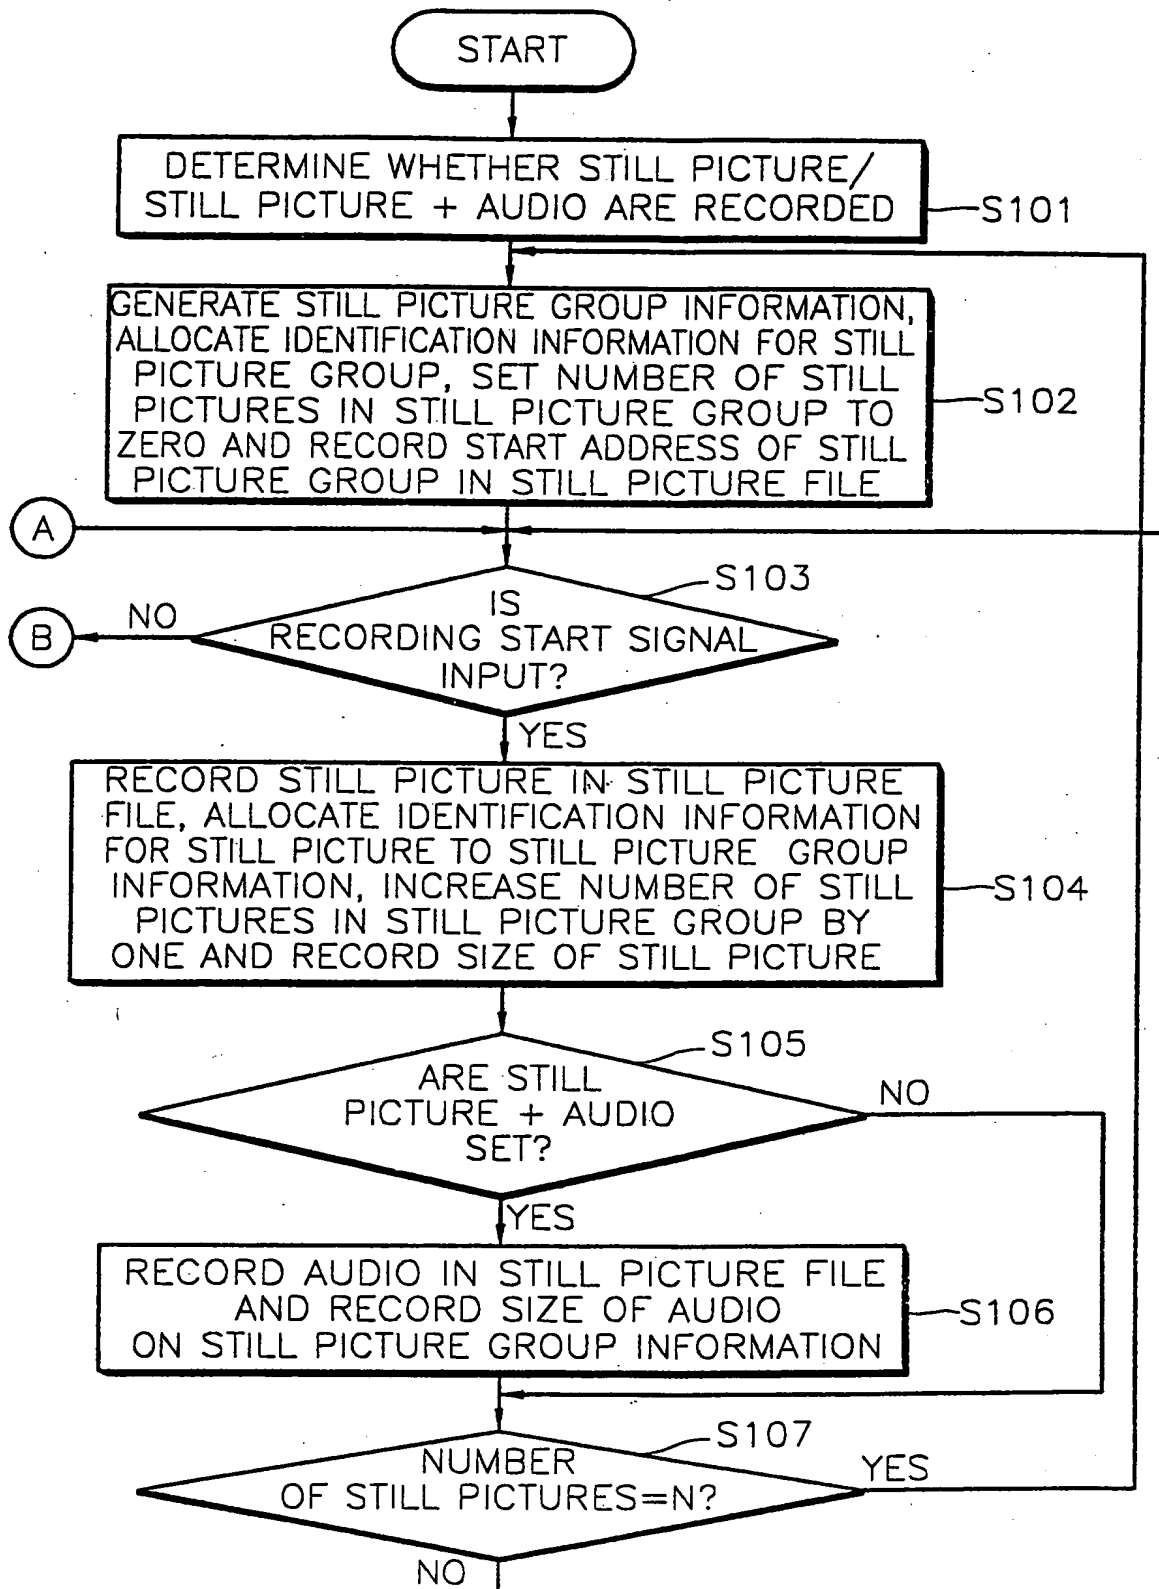 START
DETERMINE WHETHER STILL PICTURE/
STILL PICTURE + AUDIO ARE RECORDED
S101
GENERATE STILL PICTURE GROUP INFORMATION,
ALLOCATE IDENTIFICATION INFORMATION FOR STILL
PICTURE GROUP, SET NUMBER OF STILL
PICTURES IN STILL PICTURE GROUP TO
ZERO AND RECORD START ADDRESS OF STILL
PICTURE GROUP IN STILL PICTURE FILE
S102
A
S103
IS
RECORDING START SIGNAL
INPUT?
NO
B
YES
RECORD STILL PICTURE IN STILL PICTURE
FILE, ALLOCATE IDENTIFICATION INFORMATION
FOR STILL PICTURE TO STILL PICTURE GROUP
INFORMATION, INCREASE NUMBER OF STILL
PICTURES IN STILL PICTURE GROUP BY
ONE AND RECORD SIZE OF STILL PICTURE
S104
S105
ARE STILL
PICTURE + AUDIO
SET?
NO
YES
RECORD AUDIO IN STILL PICTURE FILE
AND RECORD SIZE OF AUDIO
ON STILL PICTURE GROUP INFORMATION
S106
S107
NUMBER
OF STILL PICTURES=N?
YES
NO